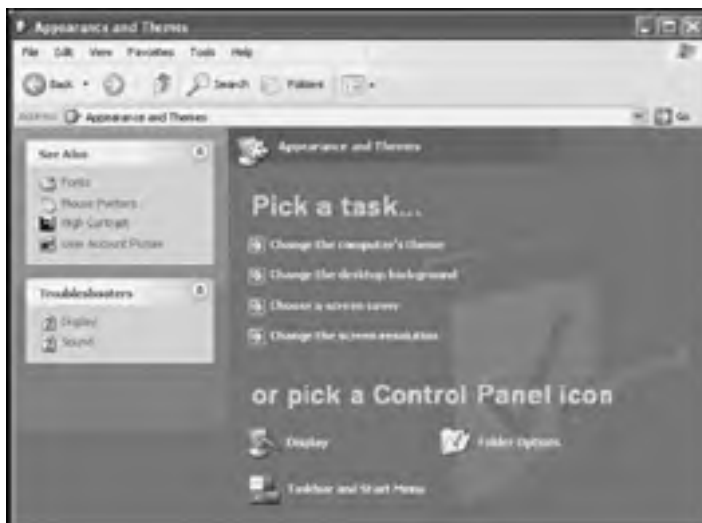 Appearance and Themes
File Edit View Favorites Tools Help
Back Search Folders
Address Appearance and Themes Go
Appearance and Themes
See Also
Fonts
Mouse Pointers
High Contrast
User Account Picture
Troubleshooters
Display
Sound
Pick a task...
Change the computer's theme
Change the desktop background
Choose a screen saver
Change the screen resolution
or pick a Control Panel icon
Display Folder Options
Taskbar and Start Menu